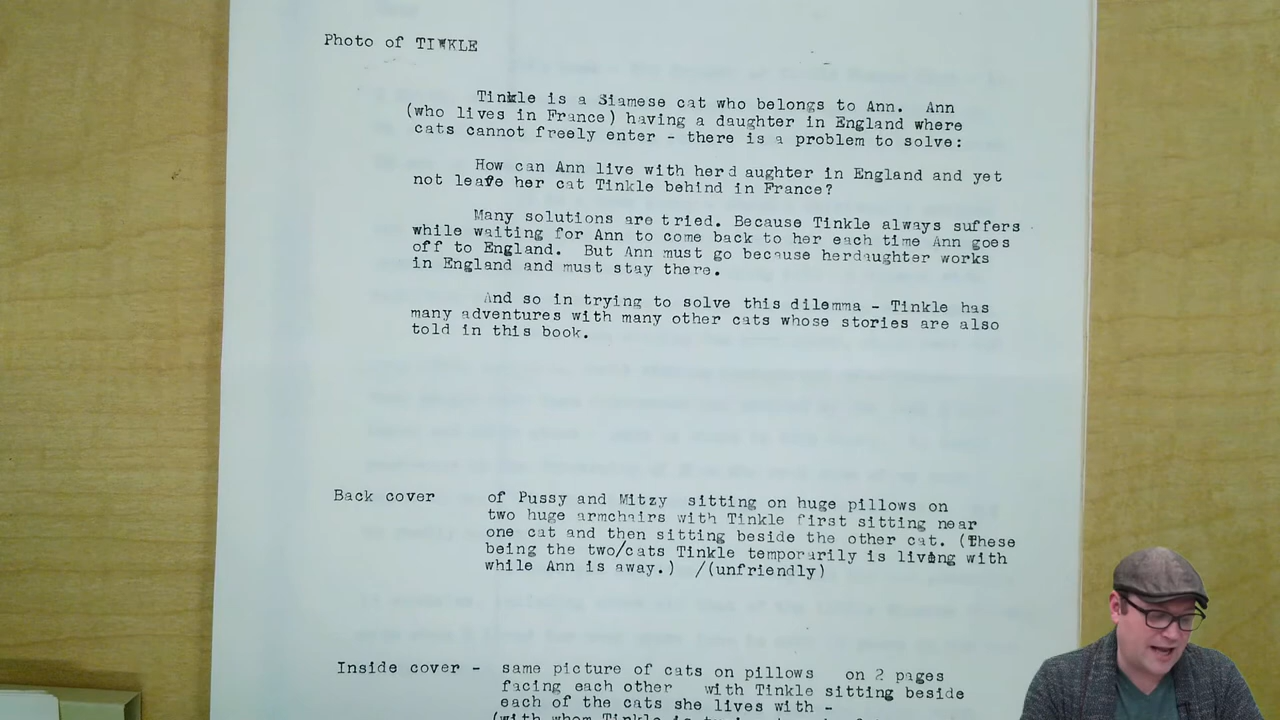 Photo of TINKLE
Tinkle is a Siamese cat who belongs to Ann. Ann
(who lives in France) having a daughter in England where
cats cannot freely enter - there is a problem to solve:
How can Ann live with herd aughter in England and yet
not leave her cat Tinkle behind in France?
Many solutions are tried. Because Tinkle always suffers
while waiting for Ann to come back to her each time Ann goes
off to England. But Ann must go because herdaughter works
in England and must stay there.
And so in trying to solve this dilemma - Tinkle has
many adventures with many other cats whose stories are also
told in this book.
Back cover of Pussy and Mitzy sitting on huge pillows on
two huge armchairs with Tinkle first sitting near
one cat and then sitting beside the other cat. (These
being the two/cats Tinkle temporarily is living with
while Ann is away.) /(unfriendly)
Inside cover - same picture of cats on pillows on 2 pages
facing each other with Tinkle sitting beside
each of the cats she lives with -
(with whom Tinkle is